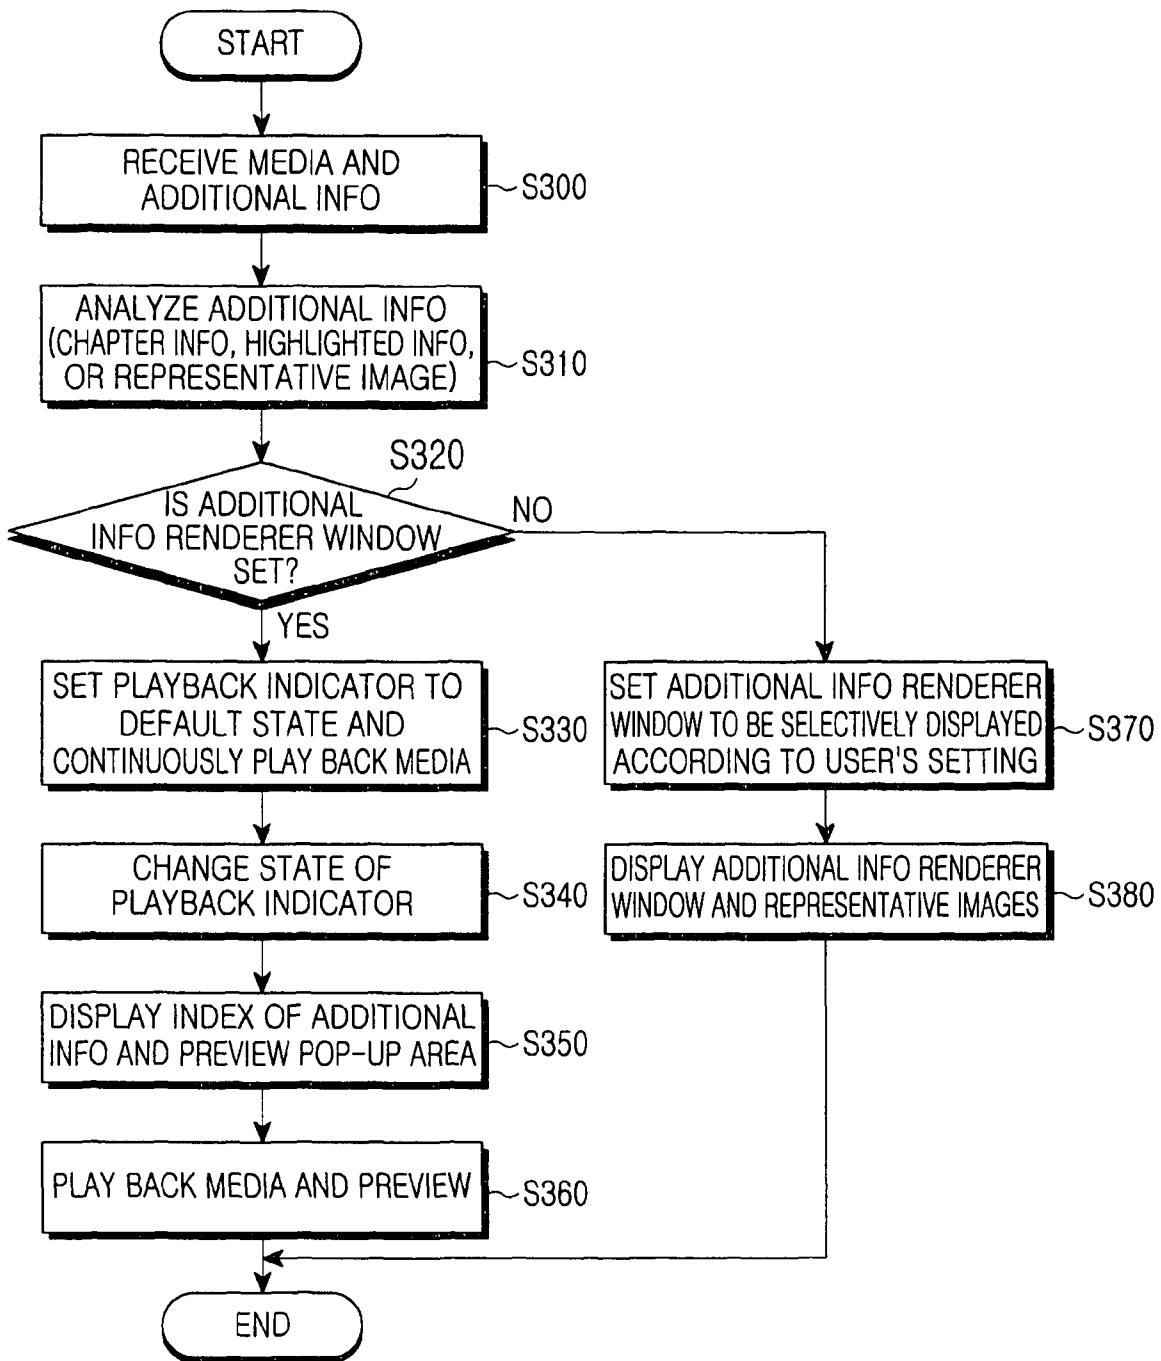 START
RECEIVE MEDIA AND
ADDITIONAL INFO
S300
ANALYZE ADDITIONAL INFO
(CHAPTER INFO, HIGHLIGHTED INFO,
OR REPRESENTATIVE IMAGE)
S310
S320
IS ADDITIONAL
INFO RENDERER WINDOW
SET?
NO
YES
SET PLAYBACK INDICATOR TO
DEFAULT STATE AND
CONTINUOUSLY PLAY BACK MEDIA
S330
SET ADDITIONAL INFO RENDERER
WINDOW TO BE SELECTIVELY DISPLAYED
ACCORDING TO USER'S SETTING
S370
CHANGE STATE OF
PLAYBACK INDICATOR
S340
DISPLAY ADDITIONAL INFO RENDERER
WINDOW AND REPRESENTATIVE IMAGES
S380
DISPLAY INDEX OF ADDITIONAL
INFO AND PREVIEW POP-UP AREA
S350
PLAY BACK MEDIA AND PREVIEW
S360
END